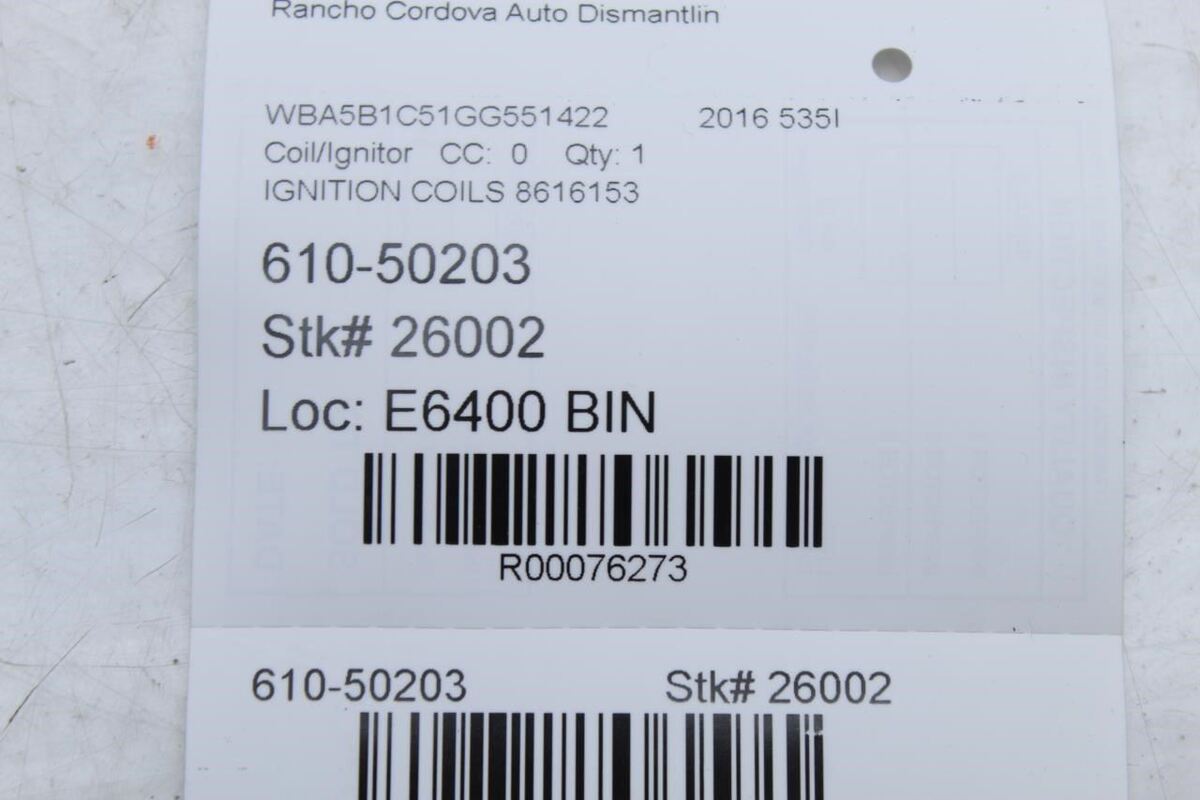 Rancho Cordova Auto Dismantlin
WBA5B1C51GG551422 2016 535I
Coil/Ignitor CC: 0 Qty: 1
IGNITION COILS 8616153
610-50203
Stk# 26002
Loc: E6400 BIN
R00076273
610-50203 Stk# 26002